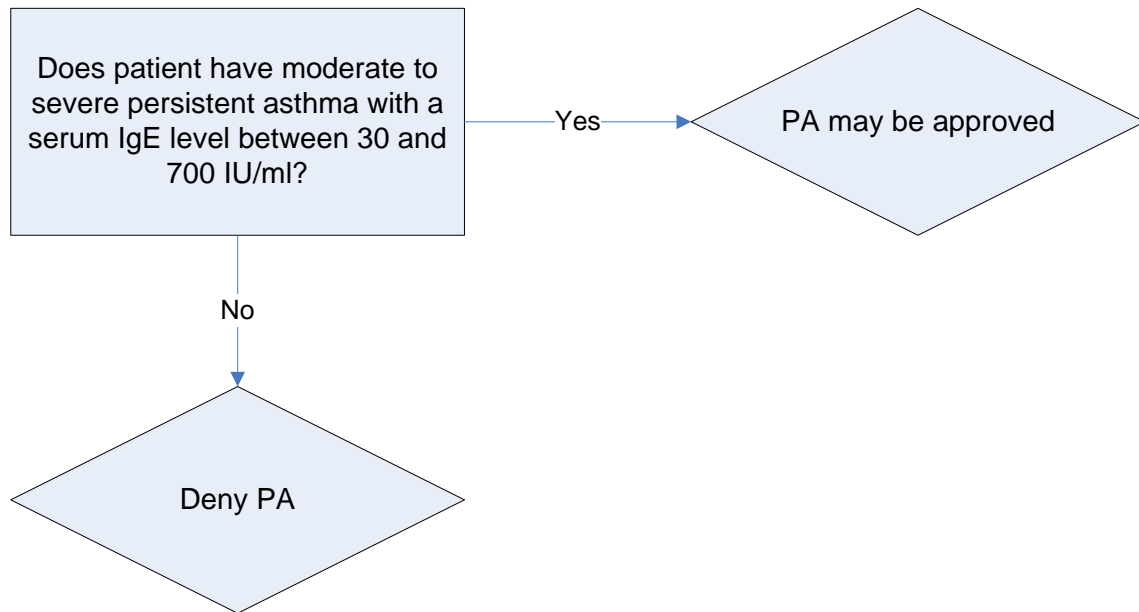 Does patient have moderate to
severe persistent asthma with a
serum IgE level between 30 and
700 IU/ml?
Yes
PA may be approved
No
Deny PA